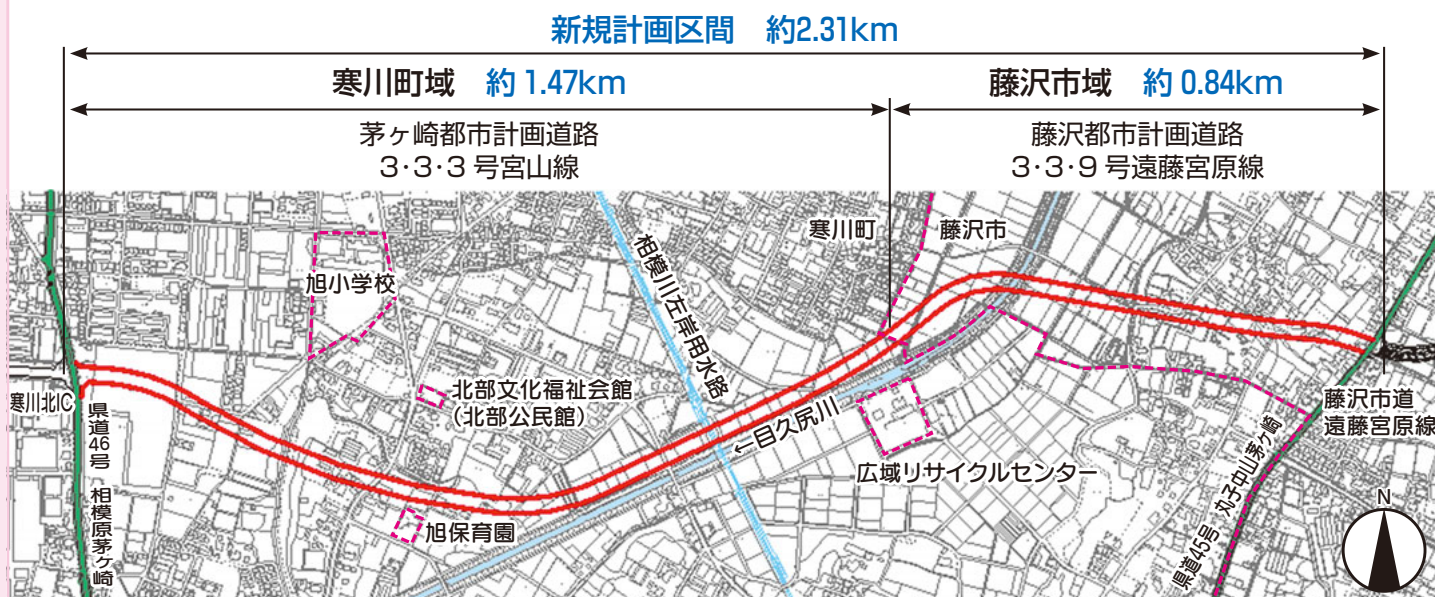 新規計画区間 約2.31km
寒川町域 約1.47km
藤沢市域 約0.84km
茅ヶ崎都市計画道路
3・3・3号宮山線
藤沢都市計画道路
3・3・9号遠藤宮原線
寒川町
藤沢市
旭小学校
相模川左岸用水路
北部文化福祉会館
(北部公民館)
寒川北IC
県道46号 相模原茅ヶ崎
←目久尻川
広域リサイクルセンター
旭保育園
県道45号 丸子中山茅ヶ崎
藤沢市道
遠藤宮原線
N